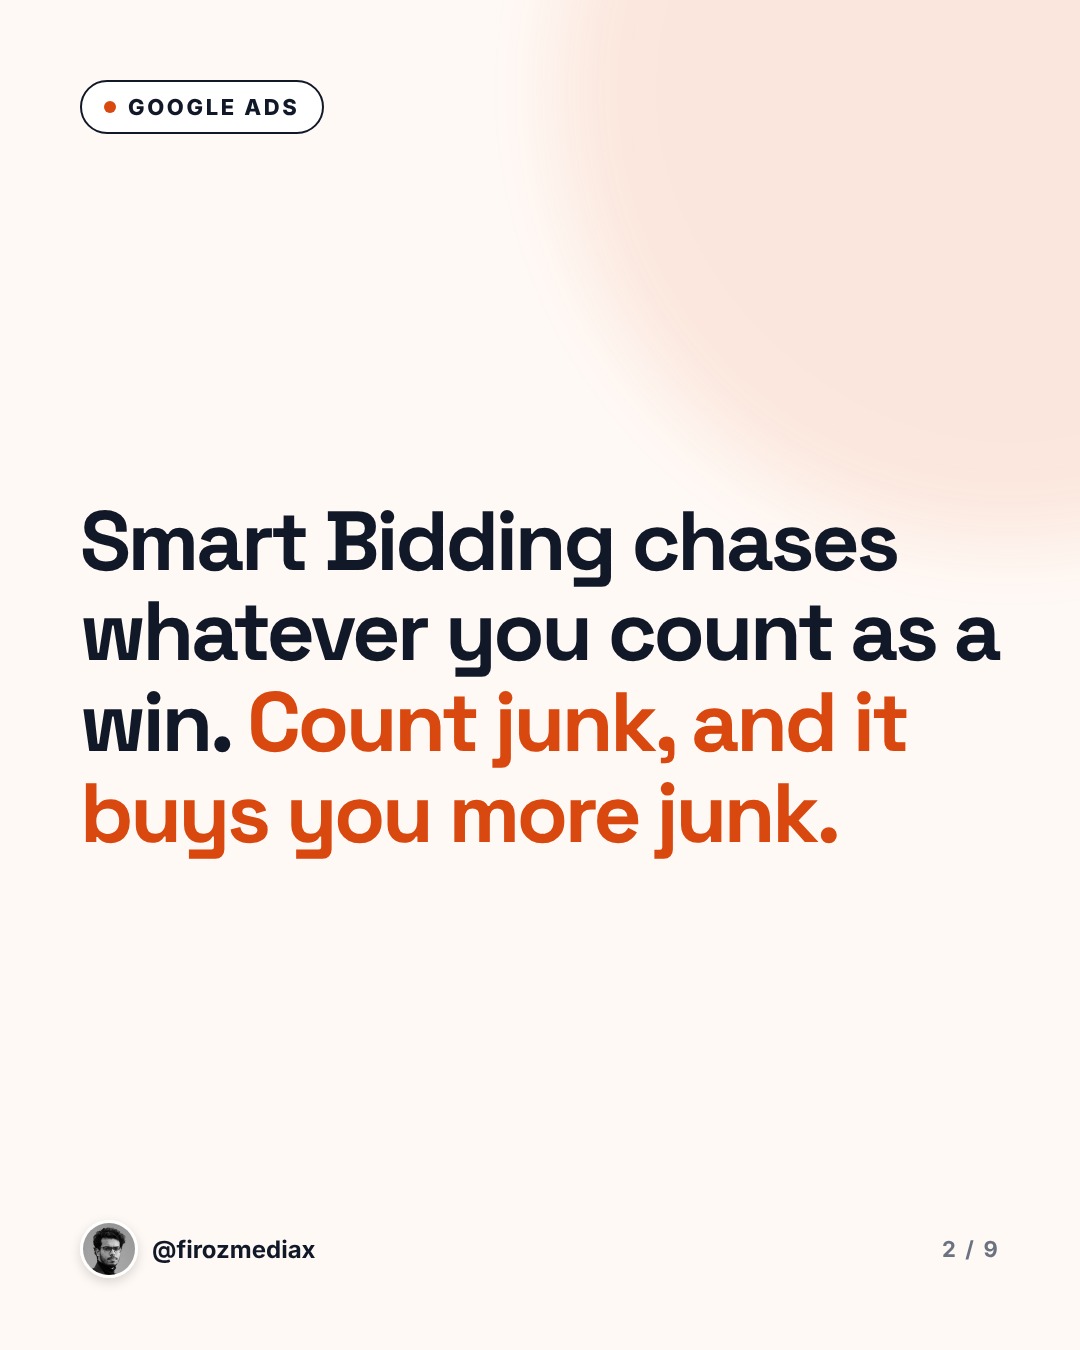 GOOGLE ADS
Smart Bidding chases
whatever you count as a
win. Count junk, and it
buys you more junk.
@firozmediax
2 / 9